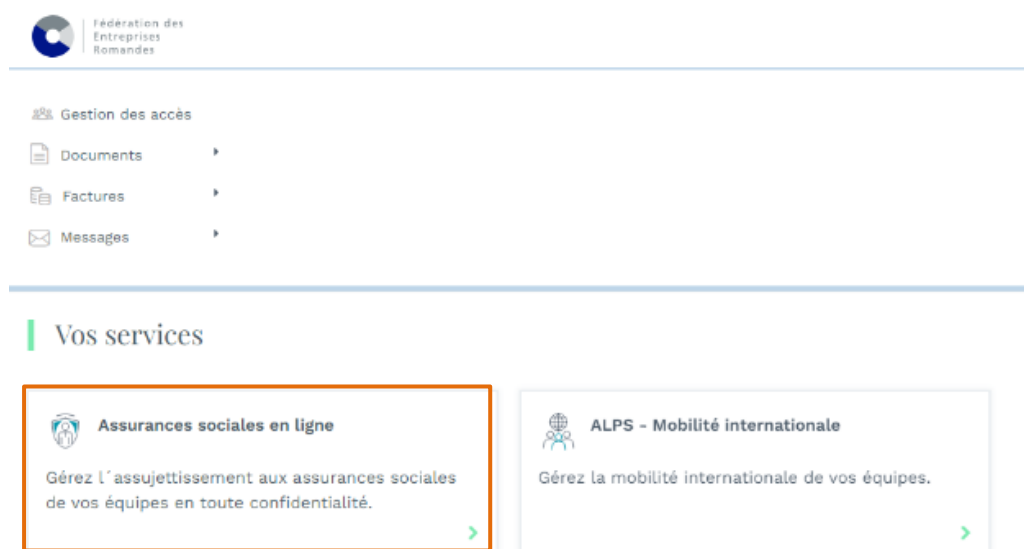 Fédération des
Entreprises
Romandes
Gestion des accès
Documents
Factures
Messages
Vos services
Assurances sociales en ligne
Gérez l´assujettissement aux assurances sociales
de vos équipes en toute confidentialité.
ALPS - Mobilité internationale
Gérez la mobilité internationale de vos équipes.